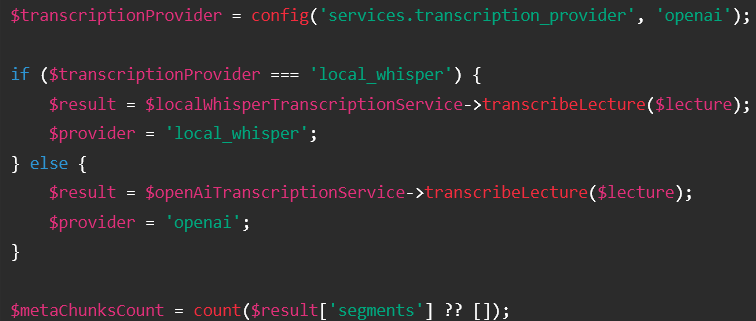 $transcriptionProvider = config('services.transcription_provider', 'openai');
if ($transcriptionProvider === 'local_whisper') {
    $result = $localWhisperTranscriptionService->transcribeLecture($lecture);
    $provider = 'local_whisper';
} else {
    $result = $openAiTranscriptionService->transcribeLecture($lecture);
    $provider = 'openai';
}
$metaChunksCount = count($result['segments'] ?? []);